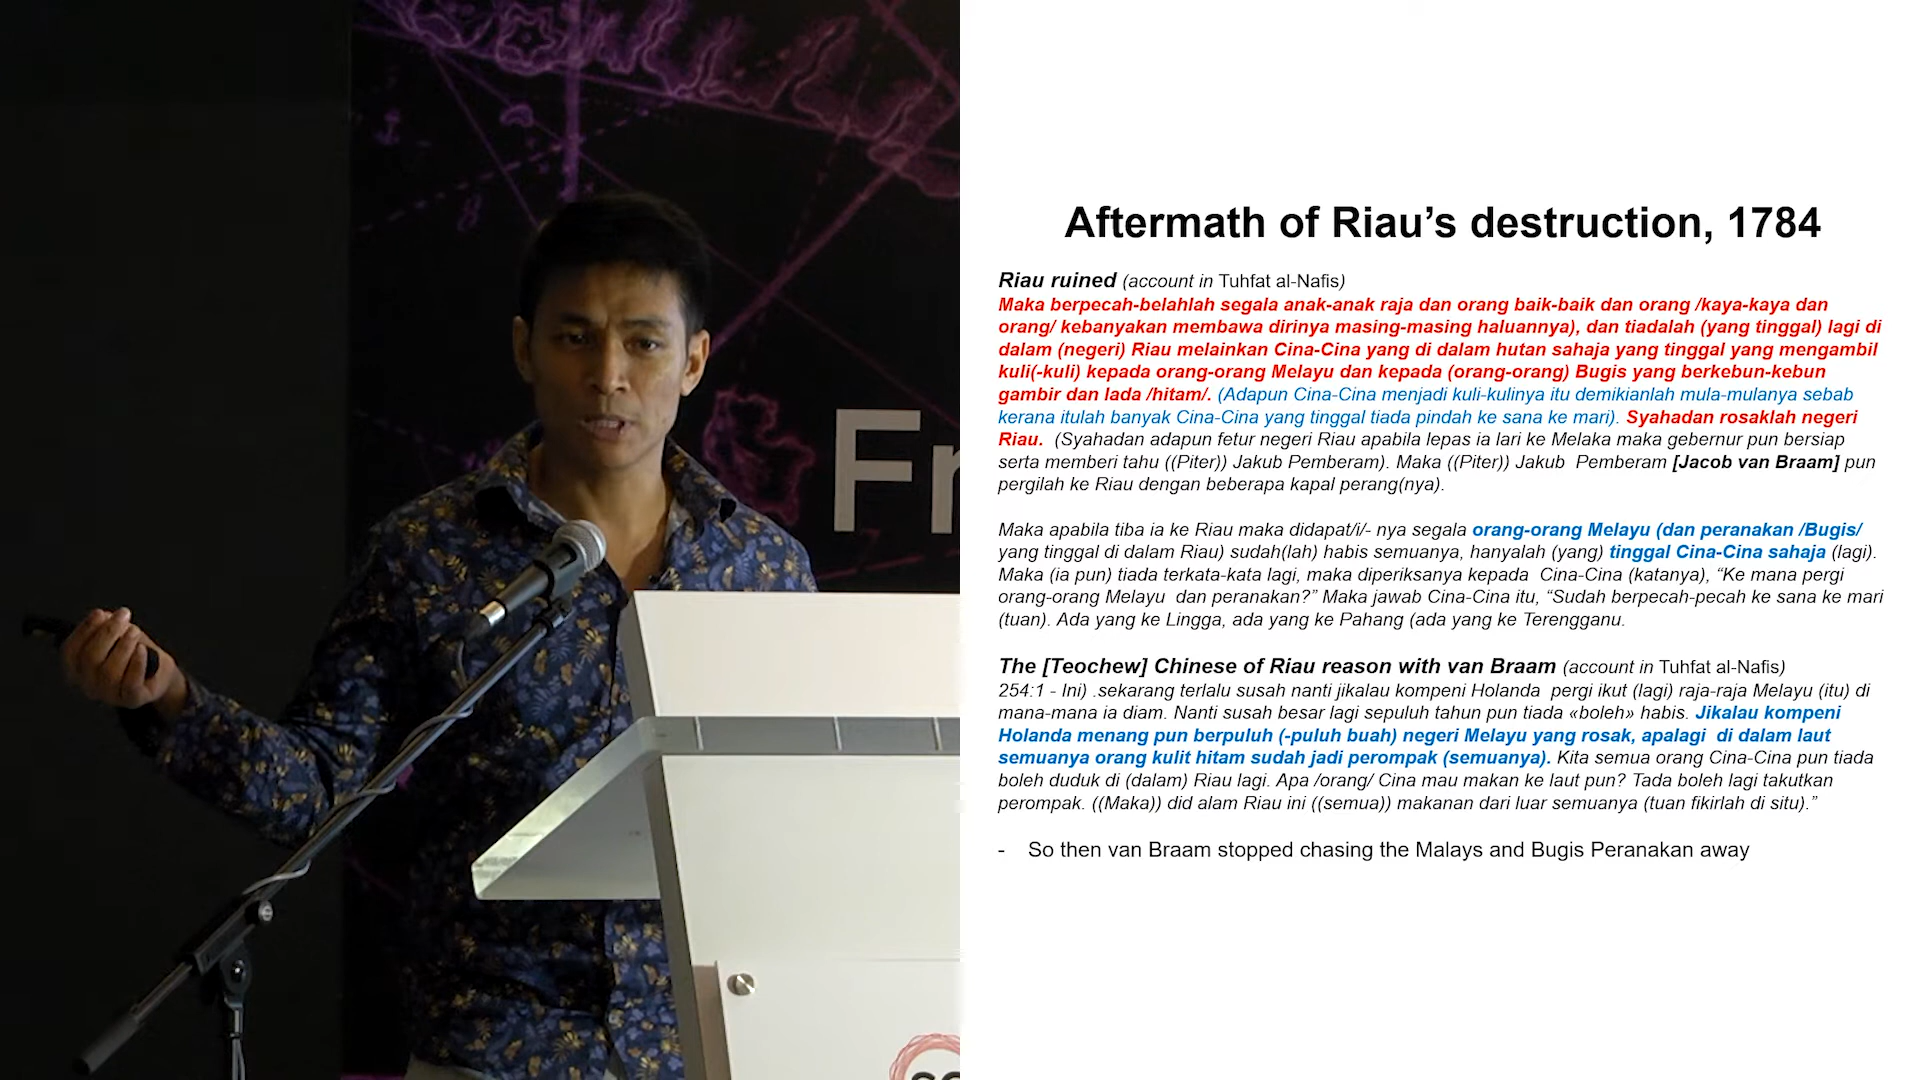 Fr
Aftermath of Riau’s destruction, 1784
Riau ruined (account in Tuhfat al-Nafis)
Maka berpecah-belahlah segala anak-anak raja dan orang baik-baik dan orang /kaya-kaya dan
orang/ kebanyakan membawa dirinya masing-masing haluannya), dan tiadalah (yang tinggal) lagi di
dalam (negeri) Riau melainkan Cina-Cina yang di dalam hutan sahaja yang tinggal yang mengambil
kuli(-kuli) kepada orang-orang Melayu dan kepada (orang-orang) Bugis yang berkebun-kebun
gambir dan lada /hitam/. (Adapun Cina-Cina menjadi kuli-kulinya itu demikianlah mula-mulanya sebab
kerana itulah banyak Cina-Cina yang tinggal tiada pindah ke sana ke mari). Syahadan rosaklah negeri
Riau. (Syahadan adapun fetur negeri Riau apabila lepas ia lari ke Melaka maka gebernur pun bersiap
serta memberi tahu ((Piter)) Jakub Pemberam). Maka ((Piter)) Jakub Pemberam [Jacob van Braam] pun
pergilah ke Riau dengan beberapa kapal perang(nya).
Maka apabila tiba ia ke Riau maka didapat/i/- nya segala orang-orang Melayu (dan peranakan /Bugis/
yang tinggal di dalam Riau) sudah(lah) habis semuanya, hanyalah (yang) tinggal Cina-Cina sahaja (lagi).
Maka (ia pun) tiada terkata-kata lagi, maka diperiksanya kepada Cina-Cina (katanya), “Ke mana pergi
orang-orang Melayu dan peranakan?” Maka jawab Cina-Cina itu, “Sudah berpecah-pecah ke sana ke mari
(tuan). Ada yang ke Lingga, ada yang ke Pahang (ada yang ke Terengganu.
The [Teochew] Chinese of Riau reason with van Braam (account in Tuhfat al-Nafis)
254:1 - Ini) .sekarang terlalu susah nanti jikalau kompeni Holanda pergi ikut (lagi) raja-raja Melayu (itu) di
mana-mana ia diam. Nanti susah besar lagi sepuluh tahun pun tiada «boleh» habis. Jikalau kompeni
Holanda menang pun berpuluh (-puluh buah) negeri Melayu yang rosak, apalagi di dalam laut
semuanya orang kulit hitam sudah jadi perompak (semuanya). Kita semua orang Cina-Cina pun tiada
boleh duduk di (dalam) Riau lagi. Apa /orang/ Cina mau makan ke laut pun? Tada boleh lagi takutkan
perompak. ((Maka)) did alam Riau ini ((semua)) makanan dari luar semuanya (tuan fikirlah di situ).”
- So then van Braam stopped chasing the Malays and Bugis Peranakan away